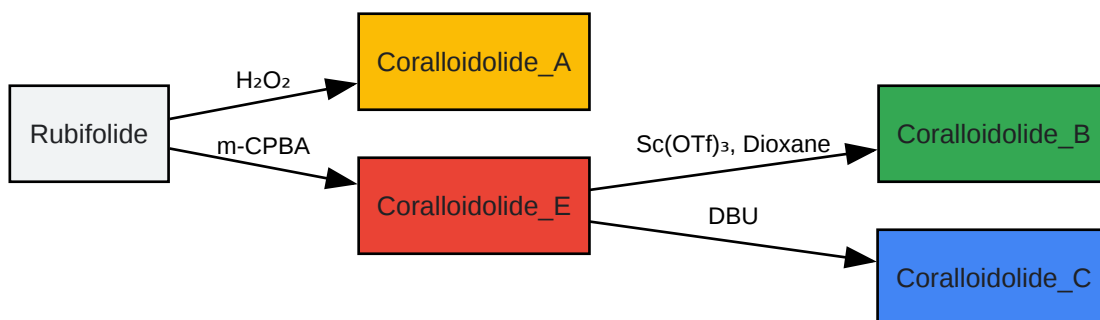 Rubifolide
H₂O₂
Coralloidolide_A
m-CPBA
Coralloidolide_E
Sc(OTf)₃, Dioxane
Coralloidolide_B
DBU
Coralloidolide_C